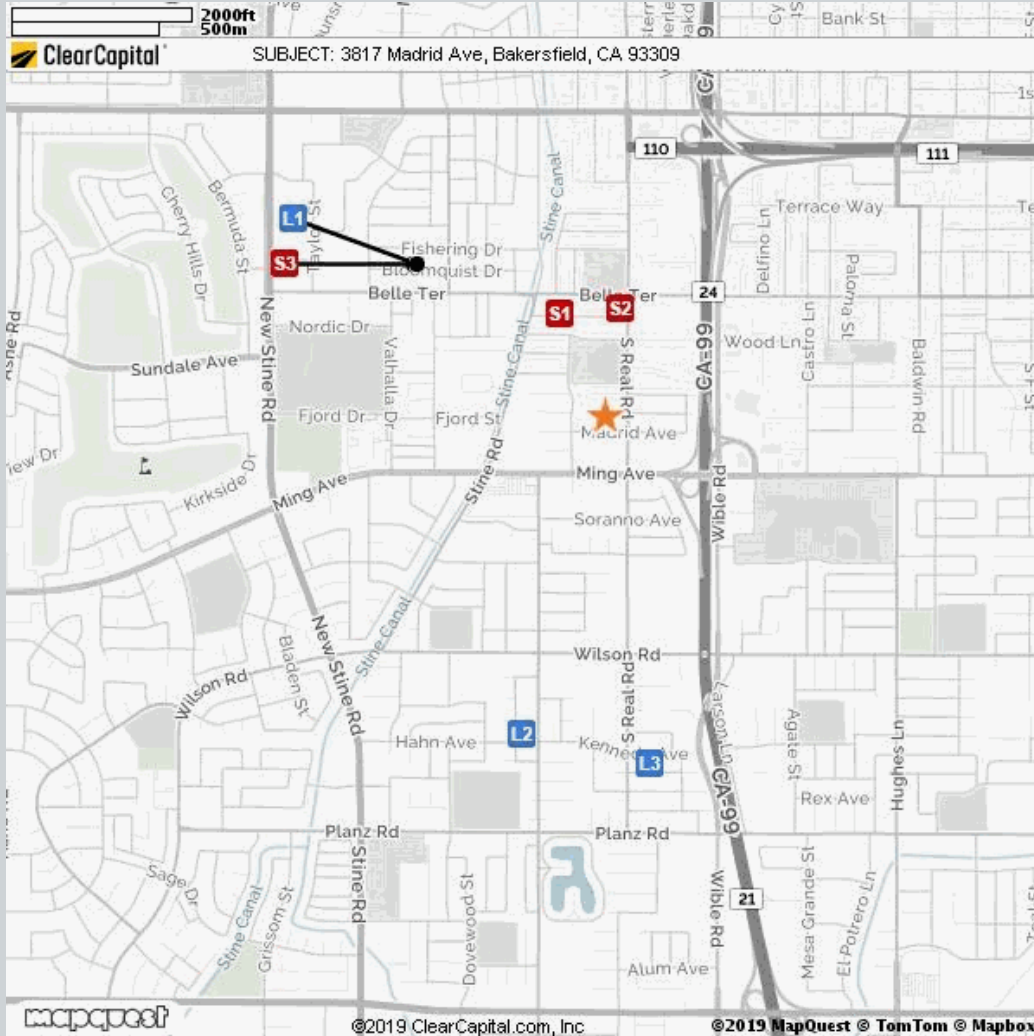 2000ft
500m
ClearCapital
SUBJECT: 3817 Madrid Ave, Bakersfield, CA 93309
Bank St
110
111
Stine Canal
Cherry Hills Dr
Bermuda St
L1
Taylor St
Terrace Way
Delfino Ln
Fishering Dr
S3
Bloomquist Dr
Belle Ter
Belle Ter
24
S1
S2
Paloma St
Castro Ln
New Stine Rd
Nordic Dr
Valhalla Dr
Stine Canal
S Real Rd
CA-99
Wood Ln
Baldwin Rd
Ashe Rd
Sundale Ave
Fjord Dr
Fjord St
Madrid Ave
Kirkside Dr
Ming Ave
Stine Rd
Ming Ave
Wible Rd
Soranno Ave
New Stine Rd
Stine Canal
Bladen St
Wilson Rd
Wilson Rd
S Real Rd
Larson Ln
L2
Hahn Ave
Kennedy Ave
L3
Agate St
Hughes Ln
CA-99
Rex Ave
Planz Rd
Planz Rd
Stine Rd
Sage Dr
Stine Canal
Grissom St
Dovewood St
Wible Rd
21
Mesa Grande St
El Potrero Ln
Alum Ave
mapquest
©2019 ClearCapital.com, Inc
©2019 MapQuest © TomTom © Mapbox